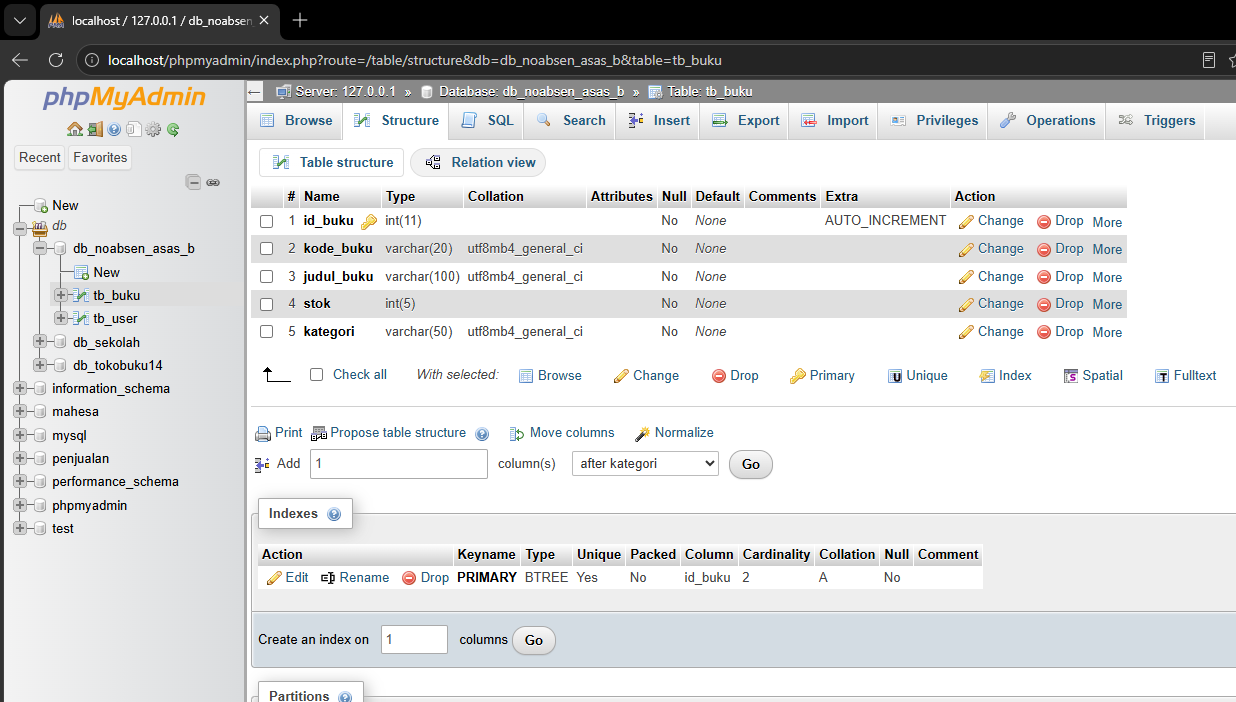 localhost / 127.0.0.1 / db_noabsen
localhost/phpmyadmin/index.php?route=/table/structure&db=db_noabsen_asas_b&table=tb_buku
phpMyAdmin
Recent Favorites
New
db
db_noabsen_asas_b
New
tb_buku
tb_user
db_sekolah
db_tokobuku14
information_schema
mahesa
mysql
penjualan
performance_schema
phpmyadmin
test
Server: 127.0.0.1 » Database: db_noabsen_asas_b » Table: tb_buku
Browse Structure SQL Search Insert Export Import Privileges Operations Triggers
Table structure Relation view
# Name Type Collation Attributes Null Default Comments Extra Action
1 id_buku int(11) No None AUTO_INCREMENT Change Drop More
2 kode_buku varchar(20) utf8mb4_general_ci No None Change Drop More
3 judul_buku varchar(100) utf8mb4_general_ci No None Change Drop More
4 stok int(5) No None Change Drop More
5 kategori varchar(50) utf8mb4_general_ci No None Change Drop More
Check all With selected: Browse Change Drop Primary Unique Index Spatial Fulltext
Print Propose table structure Move columns Normalize
Add 1 column(s) after kategori Go
Indexes
Action Keyname Type Unique Packed Column Cardinality Collation Null Comment
Edit Rename Drop PRIMARY BTREE Yes No id_buku 2 A No
Create an index on 1 columns Go
Partitions